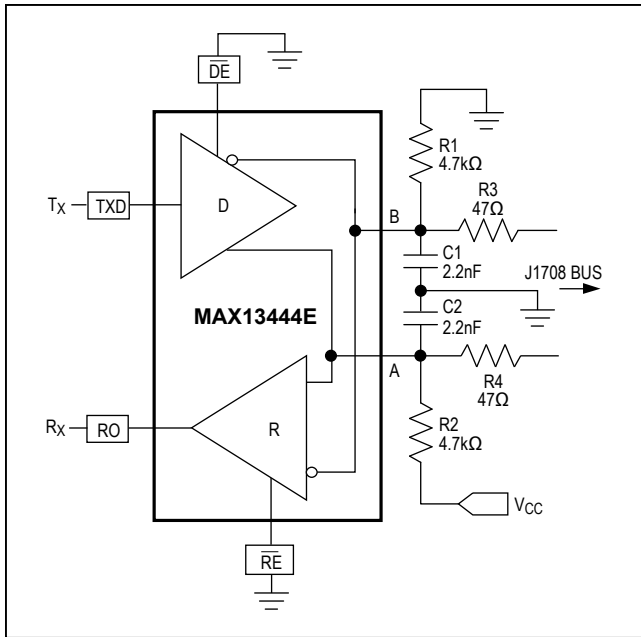 DE
R1
4.7kΩ
R3
47Ω
B
TX
TXD
D
C1
2.2nF
J1708 BUS
MAX13444E
C2
2.2nF
A
R4
47Ω
RX
RO
R
R2
4.7kΩ
VCC
RE